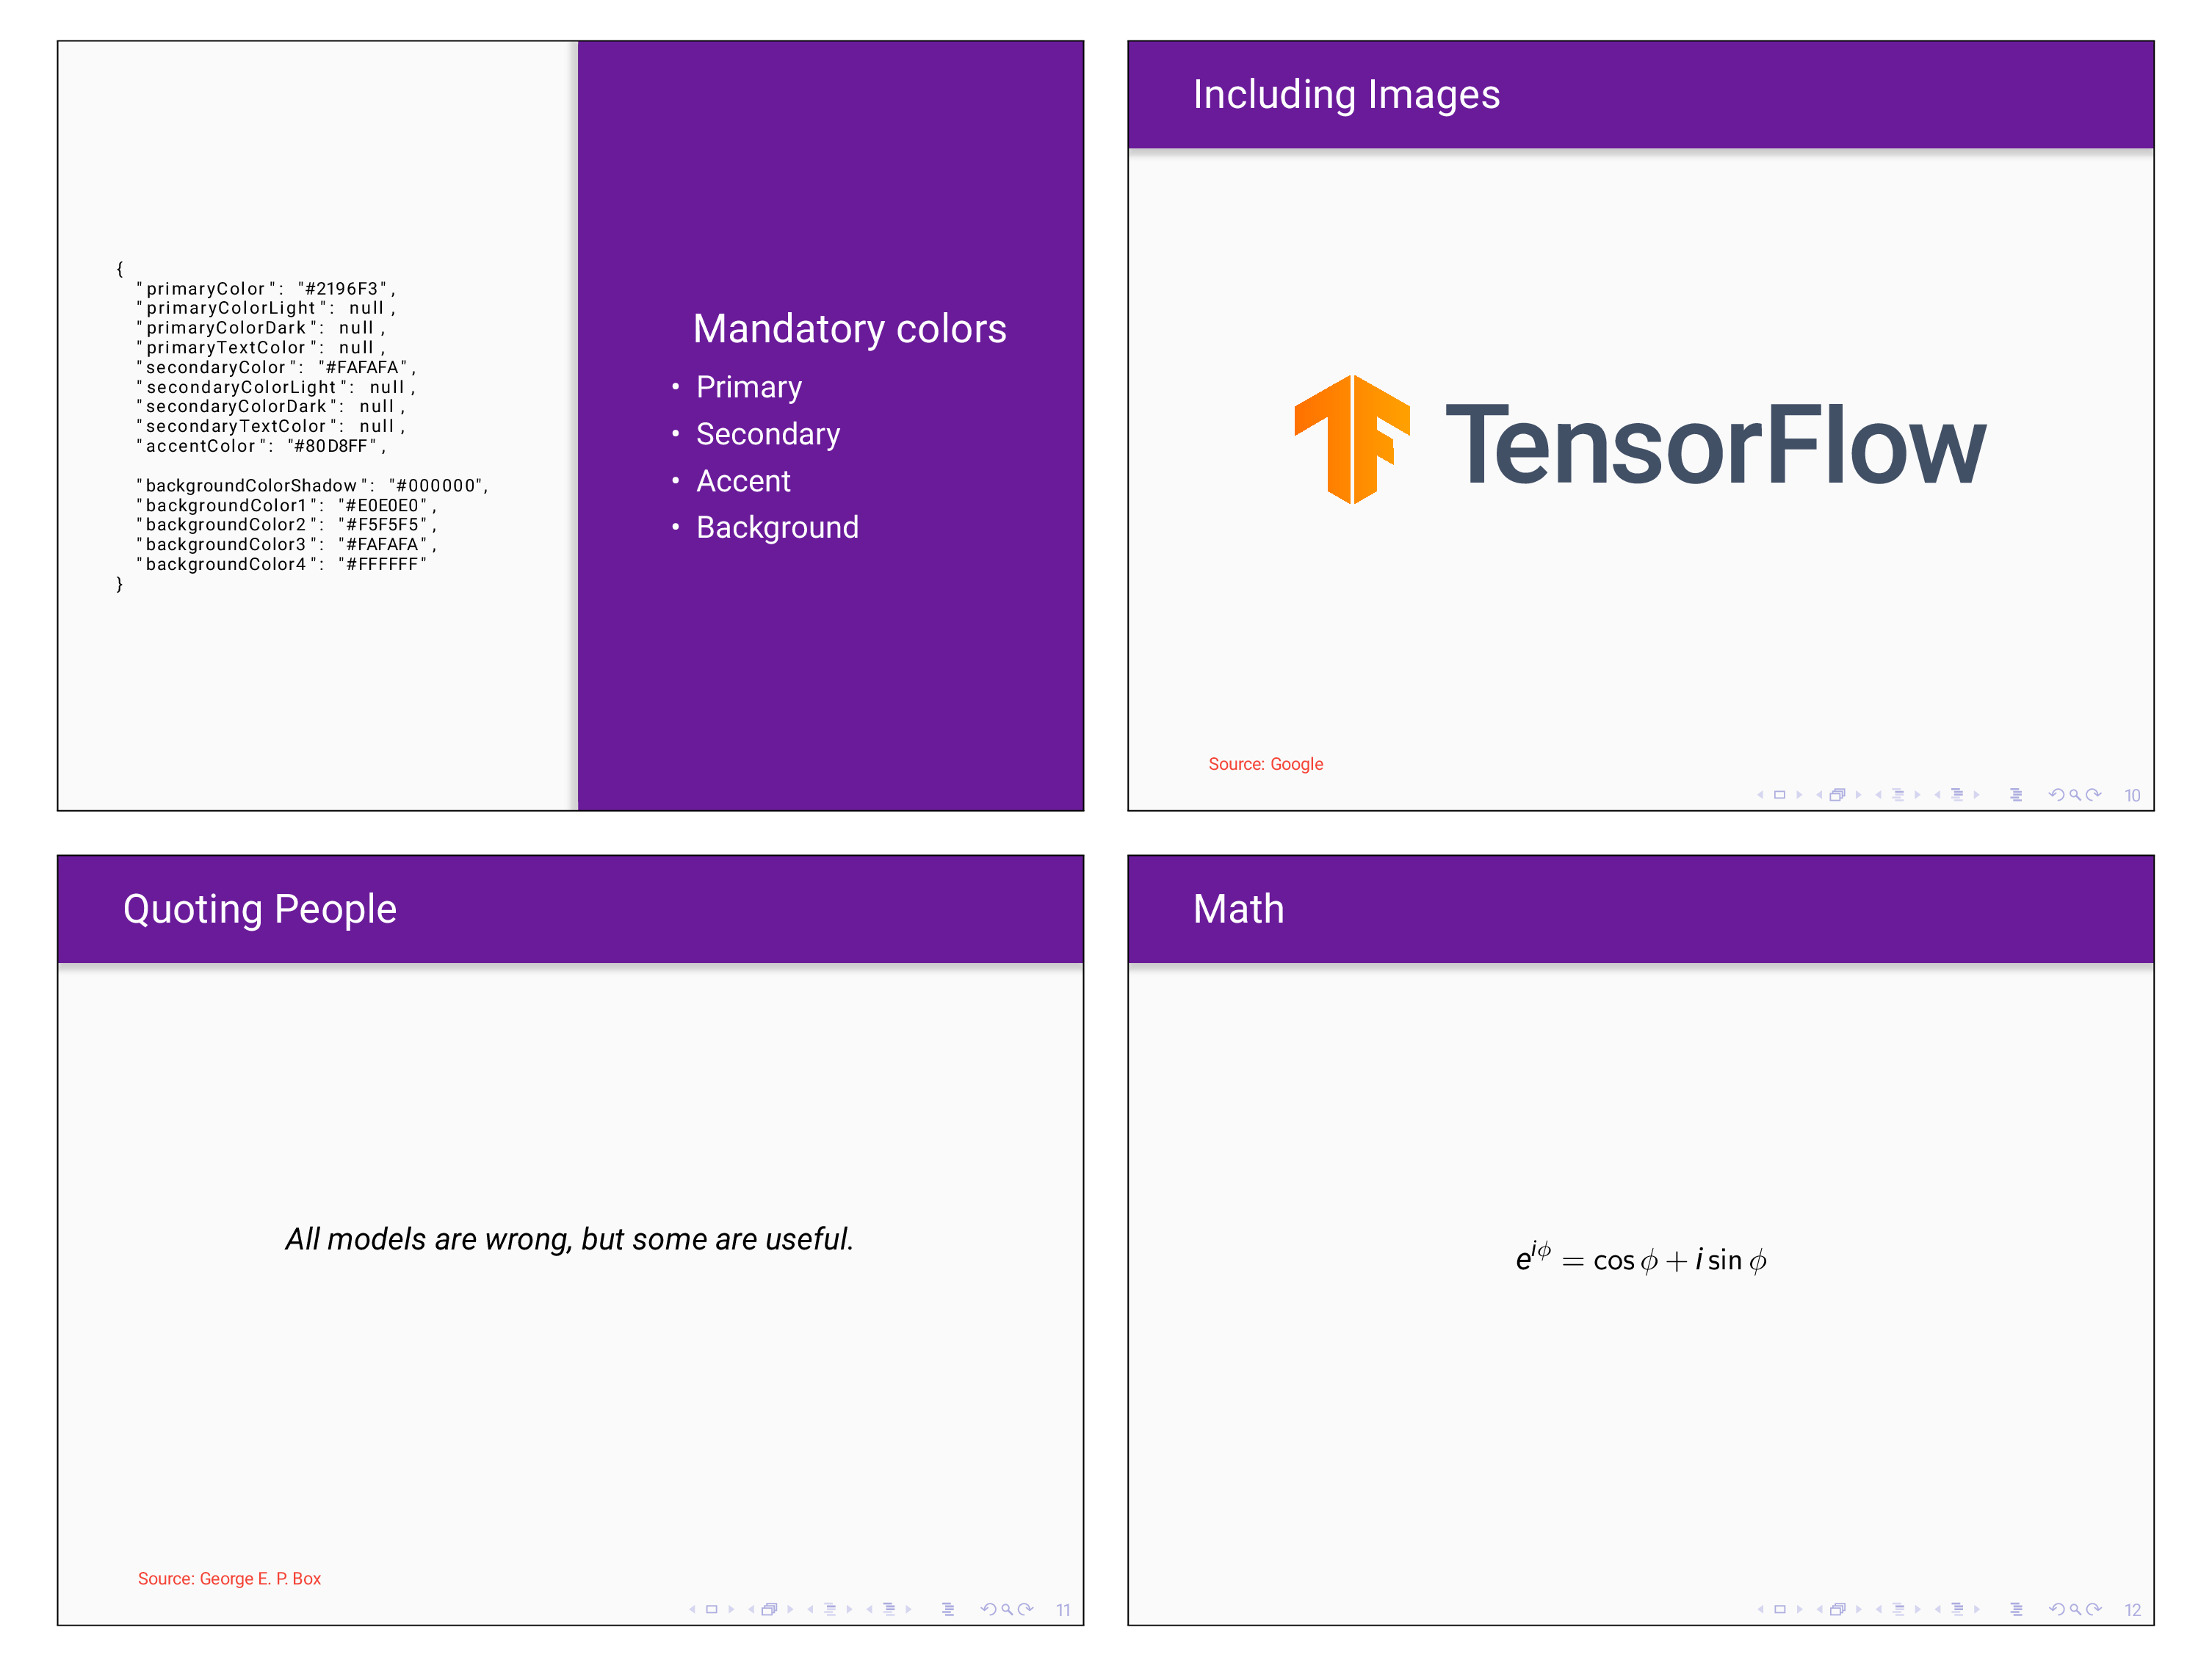 {
"primaryColor": "#2196F3",
"primaryColorLight": null,
"primaryColorDark": null,
"primaryTextColor": null,
"secondaryColor": "#FAFAFA",
"secondaryColorLight": null,
"secondaryColorDark": null,
"secondaryTextColor": null,
"accentColor": "#80D8FF",
"backgroundColorShadow": "#000000",
"backgroundColor1": "#E0E0E0",
"backgroundColor2": "#F5F5F5",
"backgroundColor3": "#FAFAFA",
"backgroundColor4": "#FFFFFF"
}
Mandatory colors
• Primary
• Secondary
• Accent
• Background
Including Images
TensorFlow
Source: Google
10
Quoting People
All models are wrong, but some are useful.
Source: George E. P. Box
11
Math
e^{iϕ} = cos ϕ + i sin ϕ
12